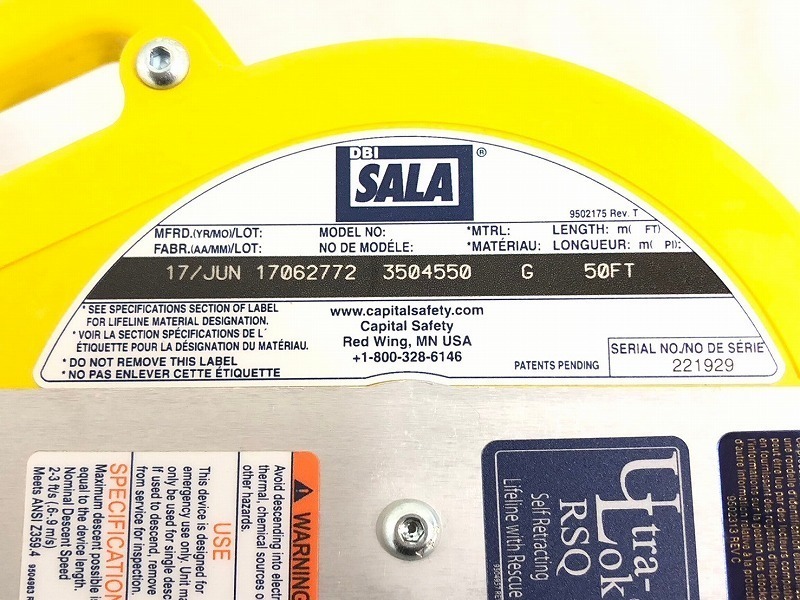 DBI
SALA ®
9502175 Rev. T
MFRD.(YR/MO)/LOT: MODEL NO: *MTRL: LENGTH: m( FT)
FABR.(AA/MM)/LOT: NO DE MODÉLE: *MATÉRIAU: LONGUEUR: m( PI):
17/JUN 17062772 3504550 G 50FT
* SEE SPECIFICATIONS SECTION OF LABEL
FOR LIFELINE MATERIAL DESIGNATION.
* VOIR LA SECTION SPÉCIFICATIONS DE L´
ÉTIQUETTE POUR LA DÉSIGNATION DU MATÉRIAU.
* DO NOT REMOVE THIS LABEL
* NO PAS ENLEVER CETTE ÉTIQUETTE
www.capitalsafety.com
Capital Safety
Red Wing, MN USA
+1-800-328-6146
PATENTS PENDING
SERIAL NO./NO DE SÉRIE
221929
USE
This device is designed for
emergency use only. Unit
only be used for single
If used to descend, remove
from service for inspection.
SPECIFICATION
Maximum descent possible is
equal to the device length.
Nominal Descent Speed
2-3 ft/s (.6-.9 m/s)
Meets ANSI Z359.4
WARNING
Avoid descending into
thermal, chemical sources
other hazards.
Ultra-
Lok
RSQ
Self Retracting
Lifeline with Rescue
9500313 REV C